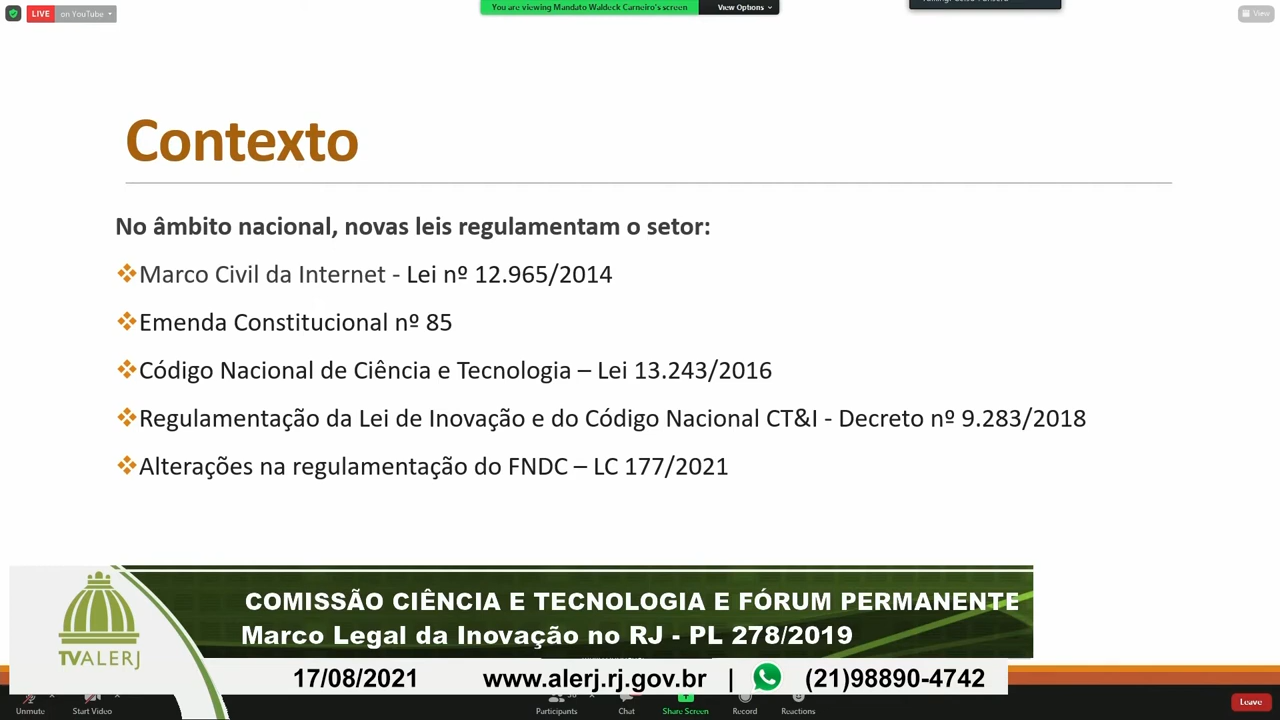 LIVE on YouTube
You are viewing Mandato Waldeck Carneiro's screen
View Options
View
Contexto
No âmbito nacional, novas leis regulamentam o setor:
Marco Civil da Internet - Lei nº 12.965/2014
Emenda Constitucional nº 85
Código Nacional de Ciência e Tecnologia – Lei 13.243/2016
Regulamentação da Lei de Inovação e do Código Nacional CT&I - Decreto nº 9.283/2018
Alterações na regulamentação do FNDC – LC 177/2021
COMISSÃO CIÊNCIA E TECNOLOGIA E FÓRUM PERMANENTE
Marco Legal da Inovação no RJ - PL 278/2019
TVALERJ
17/08/2021 www.alerj.rj.gov.br | (21)98890-4742
Unmute Start Video Participants Chat Share Screen Record Reactions Leave